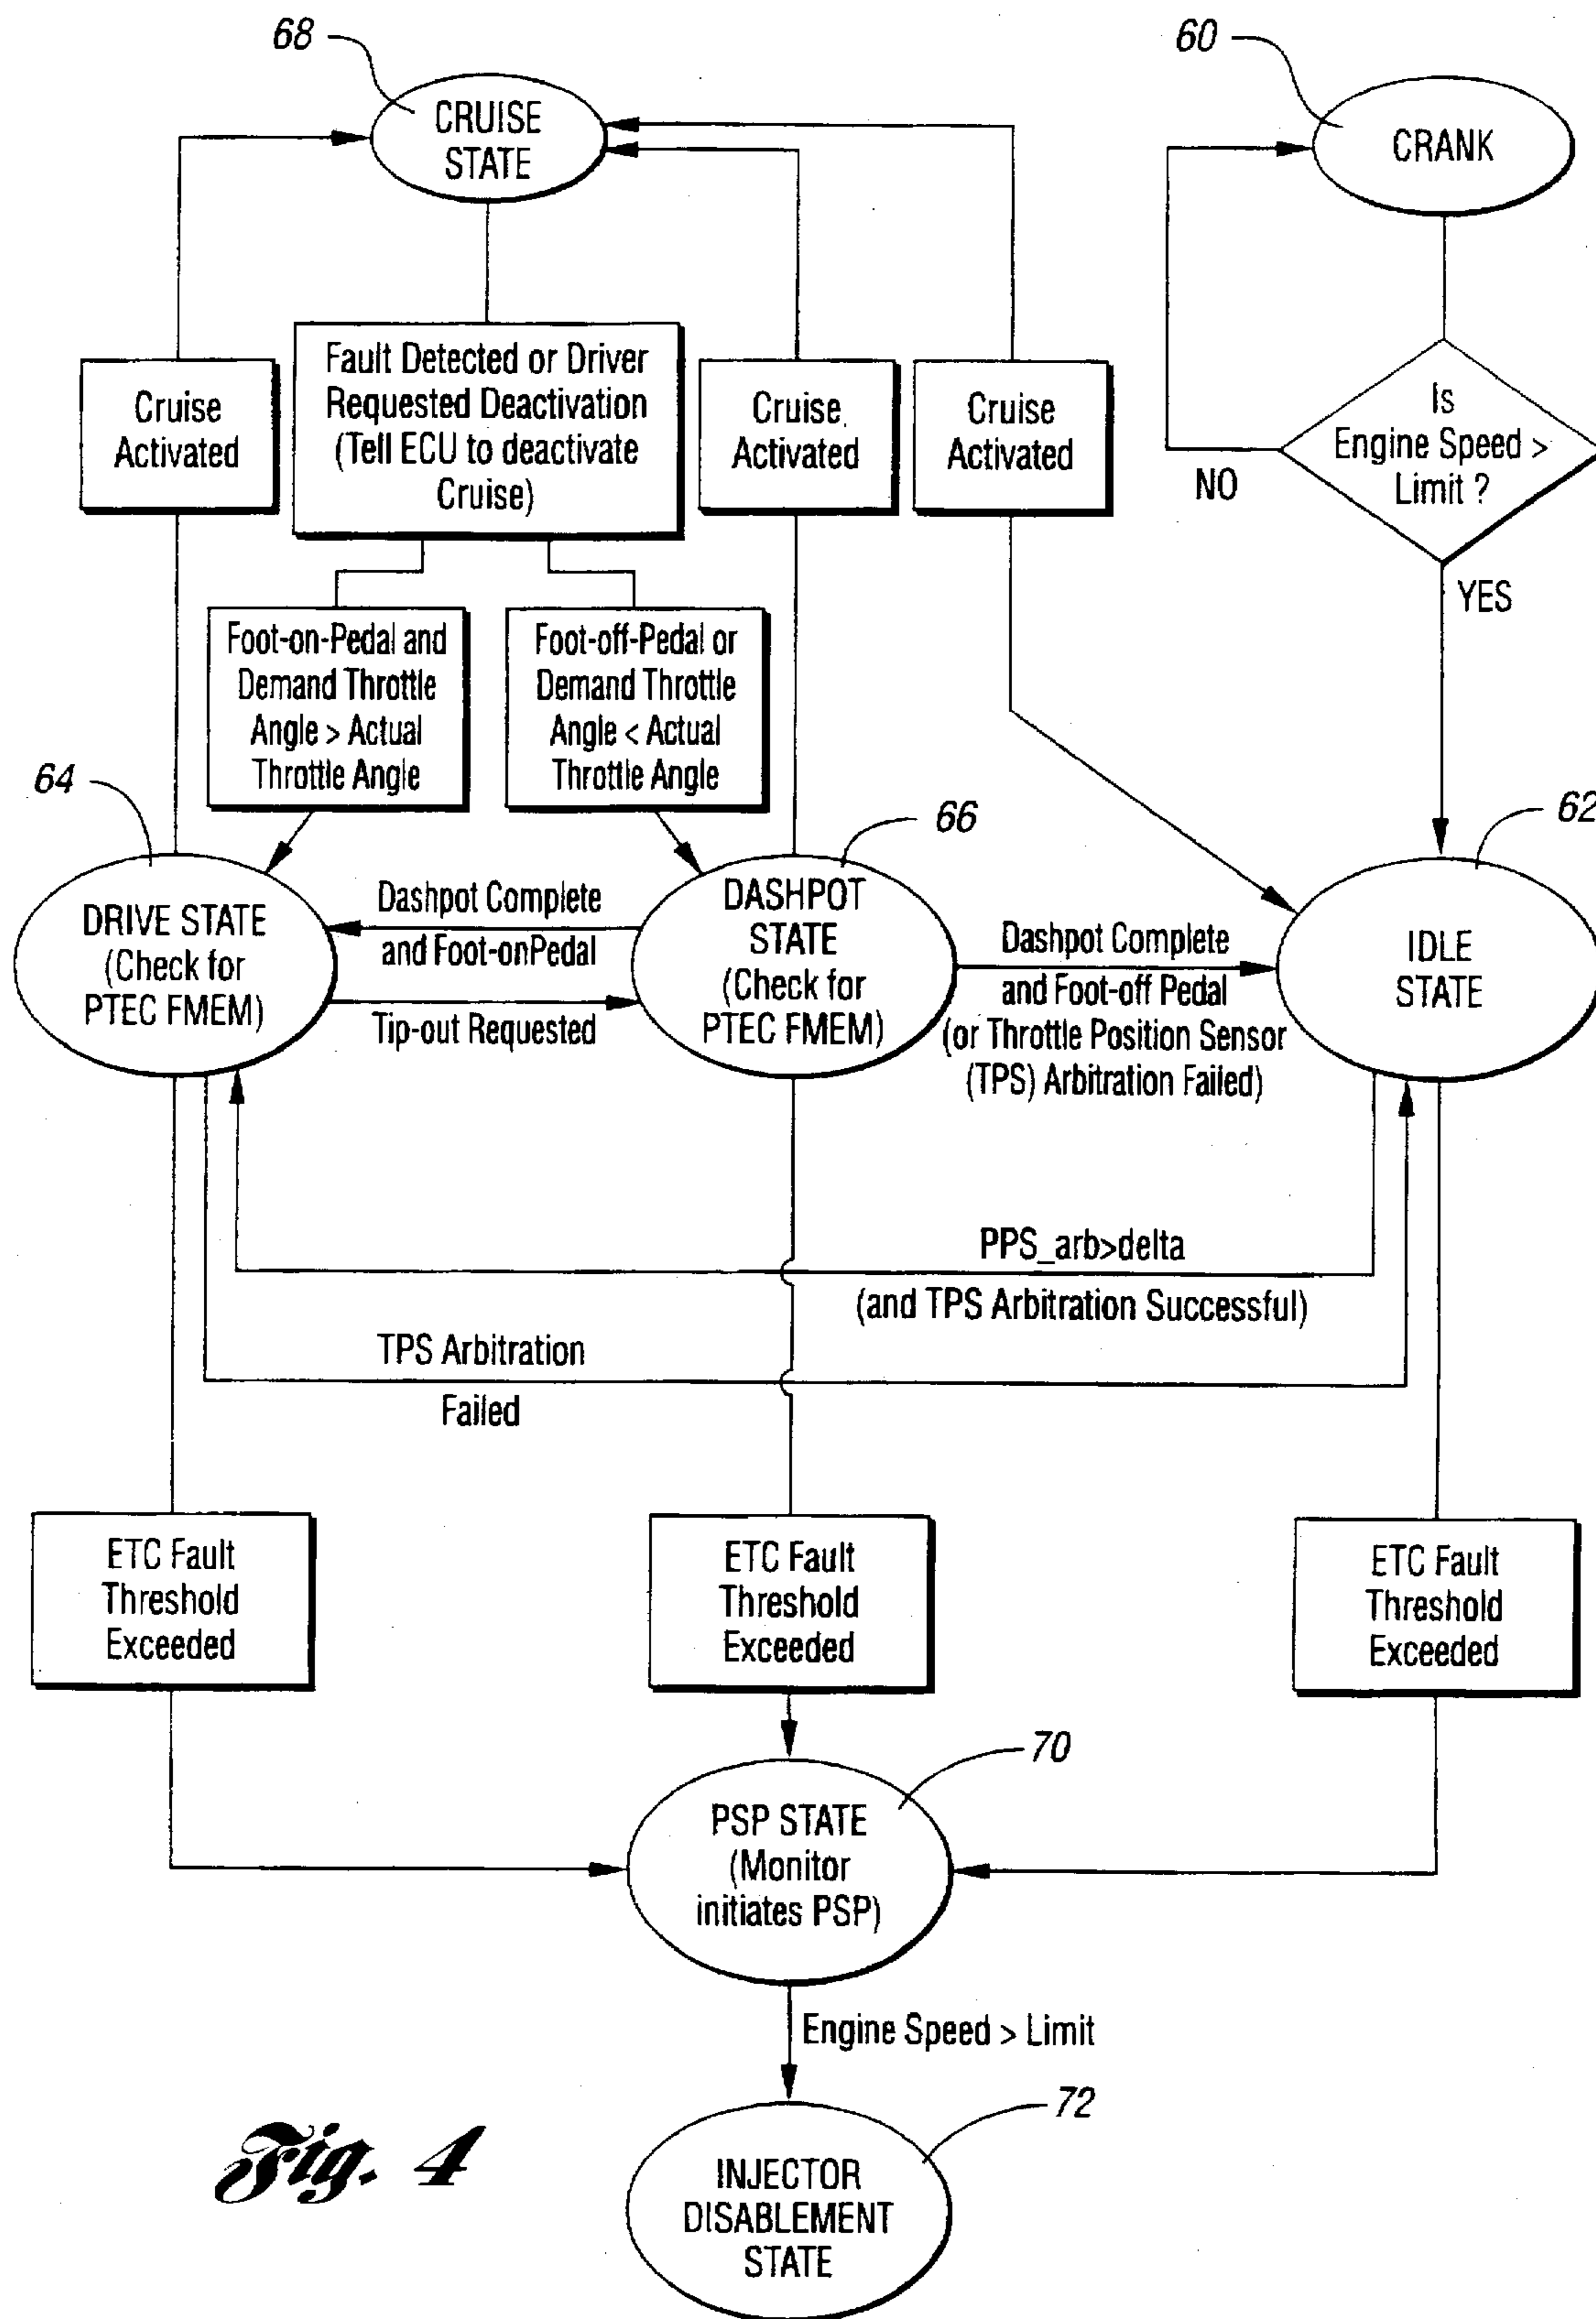 68
60
CRUISE
STATE
CRANK
Cruise
Activated
Fault Detected or Driver
Requested Deactivation
(Tell ECU to deactivate
Cruise)
Cruise
Activated
Cruise
Activated
Is
Engine Speed >
Limit ?
NO
YES
Foot-on-Pedal and
Demand Throttle
Angle > Actual
Throttle Angle
Foot-off-Pedal or
Demand Throttle
Angle < Actual
Throttle Angle
64
66
62
DRIVE STATE
(Check for
PTEC FMEM)
Dashpot Complete
and Foot-onPedal
Tip-out Requested
DASHPOT
STATE
(Check for
PTEC FMEM)
Dashpot Complete
and Foot-off Pedal
(or Throttle Position Sensor
(TPS) Arbitration Failed)
IDLE
STATE
PPS_arb>delta
(and TPS Arbitration Successful)
TPS Arbitration
Failed
ETC Fault
Threshold
Exceeded
ETC Fault
Threshold
Exceeded
ETC Fault
Threshold
Exceeded
70
PSP STATE
(Monitor
initiates PSP)
Engine Speed > Limit
72
INJECTOR
DISABLEMENT
STATE
Fig. 4